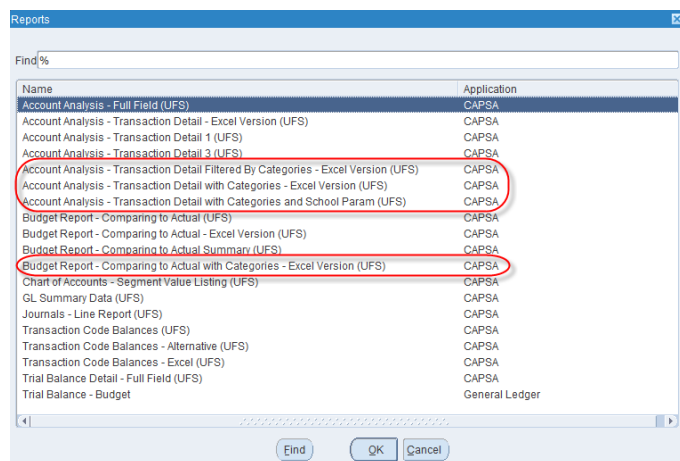 Reports
Find %
Name Application
Account Analysis - Full Field (UFS) CAPSA
Account Analysis - Transaction Detail - Excel Version (UFS) CAPSA
Account Analysis - Transaction Detail 1 (UFS) CAPSA
Account Analysis - Transaction Detail 3 (UFS) CAPSA
Account Analysis - Transaction Detail Filtered By Categories - Excel Version (UFS) CAPSA
Account Analysis - Transaction Detail with Categories - Excel Version (UFS) CAPSA
Account Analysis - Transaction Detail with Categories and School Param (UFS) CAPSA
Budget Report - Comparing to Actual (UFS) CAPSA
Budget Report - Comparing to Actual - Excel Version (UFS) CAPSA
Budget Report - Comparing to Actual Summary (UFS) CAPSA
Budget Report - Comparing to Actual with Categories - Excel Version (UFS) CAPSA
Chart of Accounts - Segment Value Listing (UFS) CAPSA
GL Summary Data (UFS) CAPSA
Journals - Line Report (UFS) CAPSA
Transaction Code Balances (UFS) CAPSA
Transaction Code Balances - Alternative (UFS) CAPSA
Transaction Code Balances - Excel (UFS) CAPSA
Trial Balance Detail - Full Field (UFS) CAPSA
Trial Balance - Budget General Ledger
Find OK Cancel